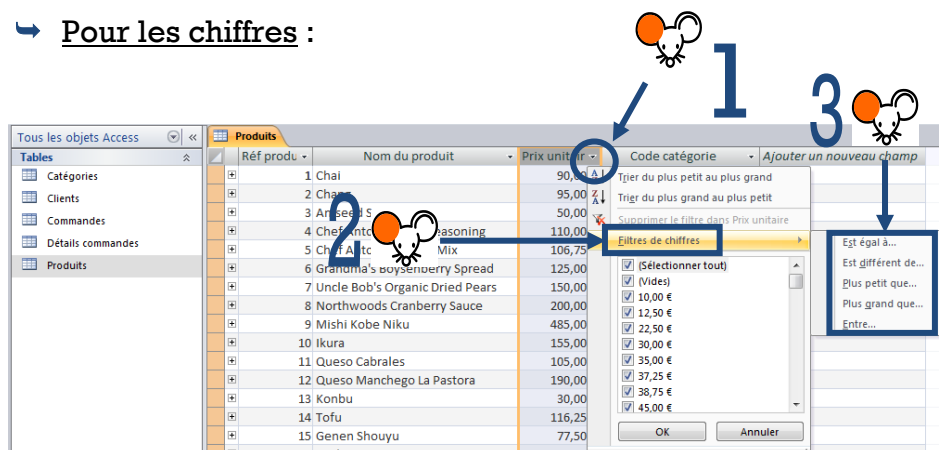 Pour les chiffres :
1
3
Tous les objets Access
Produits
Tables
Catégories
Clients
Commandes
Détails commandes
Produits
Réf produ Nom du produit Prix unitair Code catégorie Ajouter un nouveau champ
1 Chai 90,00
2 Chang 95,00
3 50,00
4 Chef easoning 110,00
5 Mix 106,75
6 Grandma's Boysenberry Spread 125,00
7 Uncle Bob's Organic Dried Pears 150,00
8 Northwoods Cranberry Sauce 200,00
9 Mishi Kobe Niku 485,00
10 Ikura 155,00
11 Queso Cabrales 105,00
12 Queso Manchego La Pastora 190,00
13 Konbu 30,00
14 Tofu 116,25
15 Genen Shouyu 77,50
2
Trier du plus petit au plus grand
Trier du plus grand au plus petit
Supprimer le filtre dans Prix unitaire
Filtres de chiffres
(Sélectionner tout)
(Vides)
10,00 €
12,50 €
22,50 €
30,00 €
35,00 €
37,25 €
38,75 €
45,00 €
OK Annuler
Est égal à...
Est différent de...
Plus petit que...
Plus grand que...
Entre...